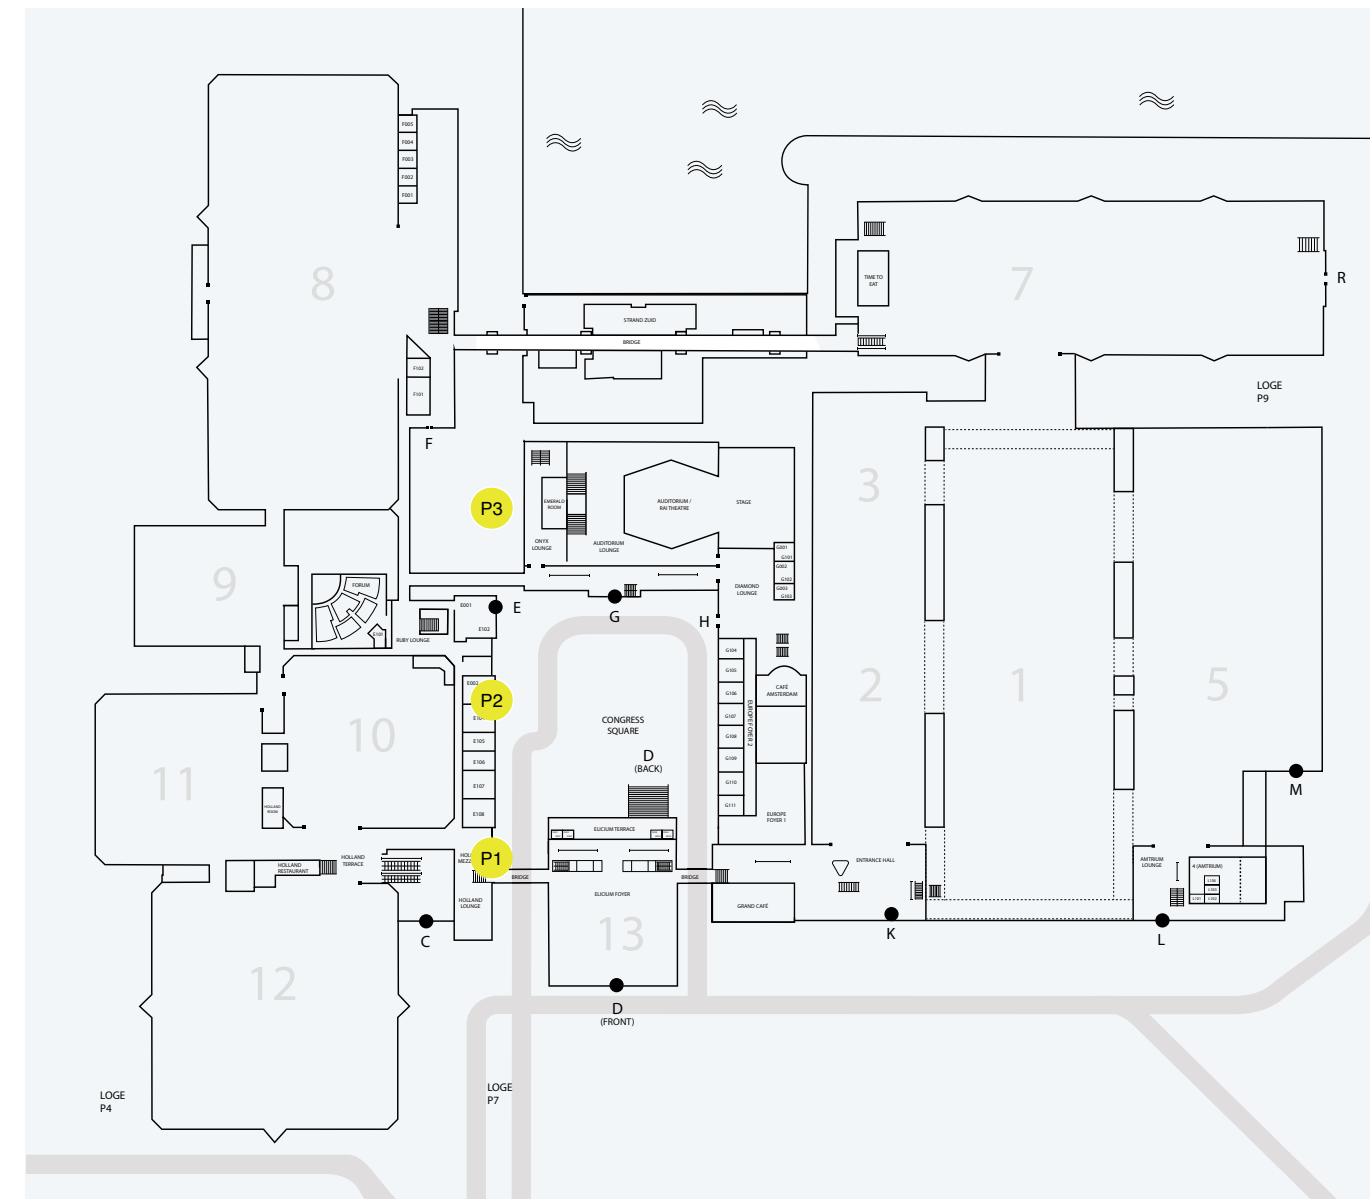 F005
F004
F003
F002
F001
8
7
TIME TO
EAT
R
STRAND ZUID
BRIDGE
F102
F101
LOGE
P9
F
3
P3
EMERALD
ROOM
ONYX
LOUNGE
AUDITORIUM
LOUNGE
AUDITORIUM /
RAI THEATRE
STAGE
G001
G101
G002
G102
G003
G103
DIAMOND
LOUNGE
9
FORUM
E103
RUBY LOUNGE
E001
E102
E
G
H
G104
G105
G106
G107
G108
G109
G110
G111
EUROPE FOYER 2
CAFÉ
AMSTERDAM
EUROPE
FOYER 1
2
1
5
M
E002
P2
E105
E106
E107
E108
10
11
HOLLAND
ROOM
CONGRESS
SQUARE
D
(BACK)
ELICIUM TERRACE
P1
HOLLAND
TERRACE
HOLLAND
RESTAURANT
BRIDGE
BRIDGE
ELICIUM FOYER
HOLLAND
LOUNGE
13
GRAND CAFÉ
ENTRANCE HALL
AMTRIUM
LOUNGE
4 (AMTRIUM)
L101
L102
C
K
L
12
D
(FRONT)
LOGE
P4
LOGE
P7